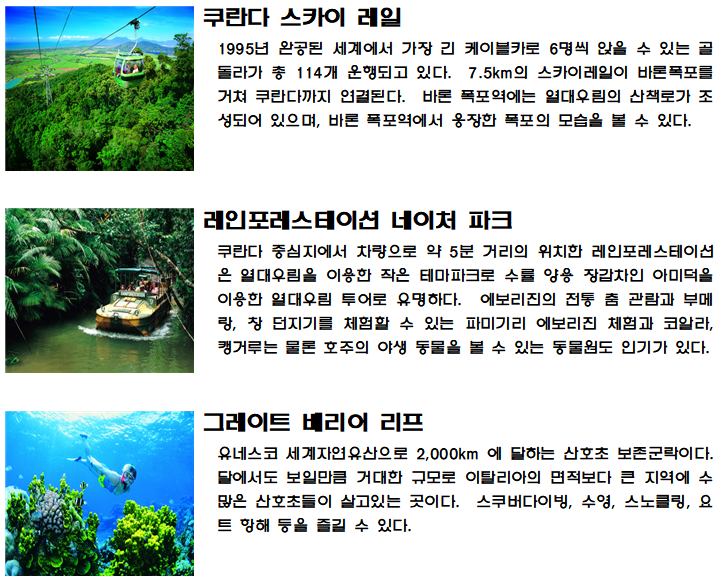 쿠란다 스카이 레일
1995년 완공된 세계에서 가장 긴 케이블카로 6명씩 앉을 수 있는 곤
돌라가 총 114개 운행되고 있다. 7.5km의 스카이레일이 바론폭포를
거쳐 쿠란다까지 연결된다. 바론 폭포역에는 열대우림의 산책로가 조
성되어 있으며, 바론 폭포역에서 웅장한 폭포의 모습을 볼 수 있다.
레인포레스테이션 네이처 파크
쿠란다 중심지에서 차량으로 약 5분 거리의 위치한 레인포레스테이션
은 열대우림을 이용한 작은 테마파크로 수륙 양용 장갑차인 아미덕을
이용한 열대우림 투어로 유명하다. 에보리진의 전통 춤 관람과 부메
랑, 창 던지기를 체험할 수 있는 파미기리 에보리진 체험과 코알라,
캥거루는 물론 호주의 야생 동물을 볼 수 있는 동물원도 인기가 있다.
그레이트 베리어 리프
유네스코 세계자연유산으로 2,000km 에 달하는 산호초 보존군락이다.
달에서도 보일만큼 거대한 규모로 이탈리아의 면적보다 큰 지역에 수
많은 산호초들이 살고있는 곳이다. 스쿠버다이빙, 수영, 스노클링, 요
트 항해 등을 즐길 수 있다.